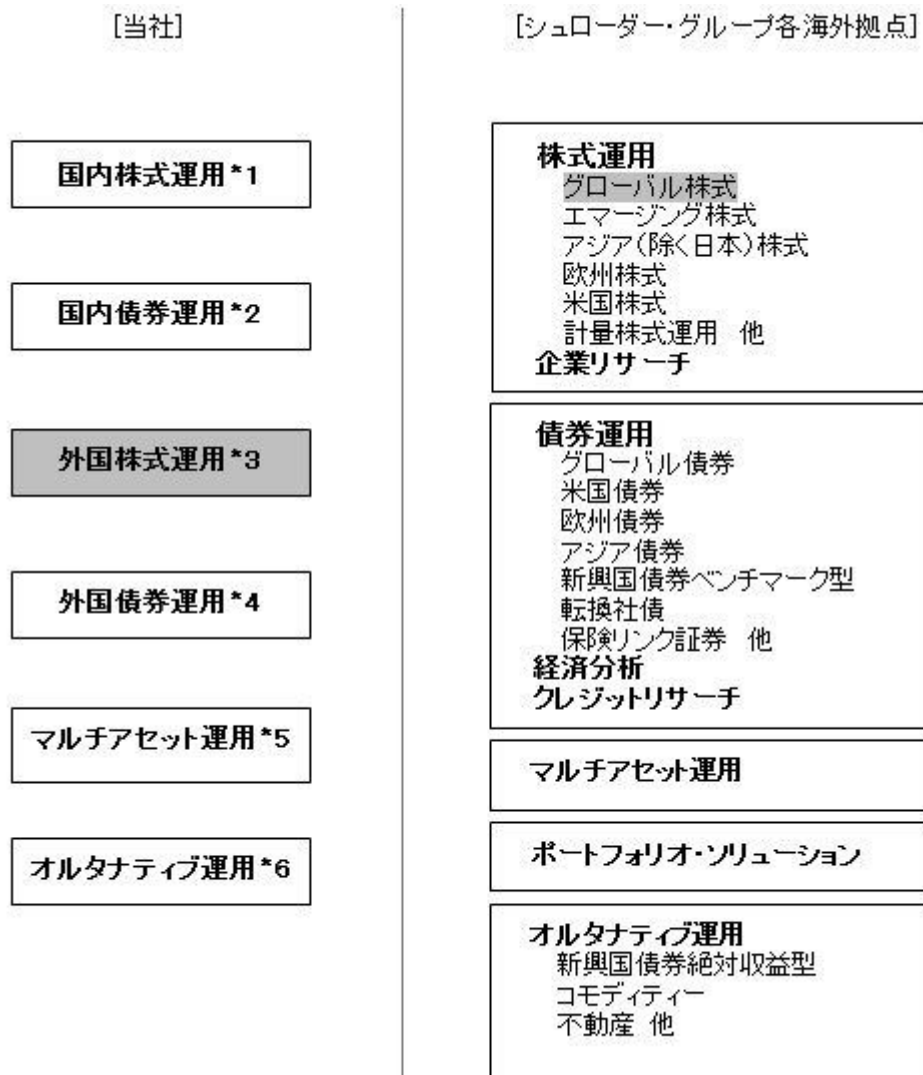 [当社]
国内株式運用*1
国内債券運用*2
外国株式運用*3
外国債券運用*4
マルチアセット運用*5
オルタナティブ運用*6
[シュローダー・グループ各海外拠点]
株式運用
グローバル株式
エマージング株式
アジア(除く日本)株式
欧州株式
米国株式
計量株式運用 他
企業リサーチ
債券運用
グローバル債券
米国債券
欧州債券
アジア債券
新興国債券ベンチマーク型
転換社債
保険リンク証券 他
経済分析
クレジットリサーチ
マルチアセット運用
ポートフォリオ・ソリューション
オルタナティブ運用
新興国債券絶対収益型
コモディティー
不動産 他